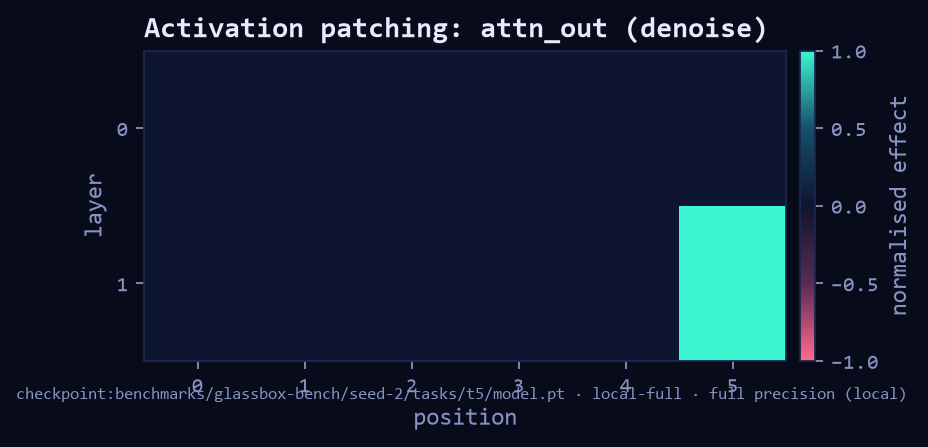 Activation patching: attn_out (denoise)
layer
0
1
0 1 2 3 4 5
checkpoint:benchmarks/glassbox-bench/seed-2/tasks/t5/model.pt · local-full · full precision (local)
position
1.0
0.5
0.0
−0.5
−1.0
normalised effect